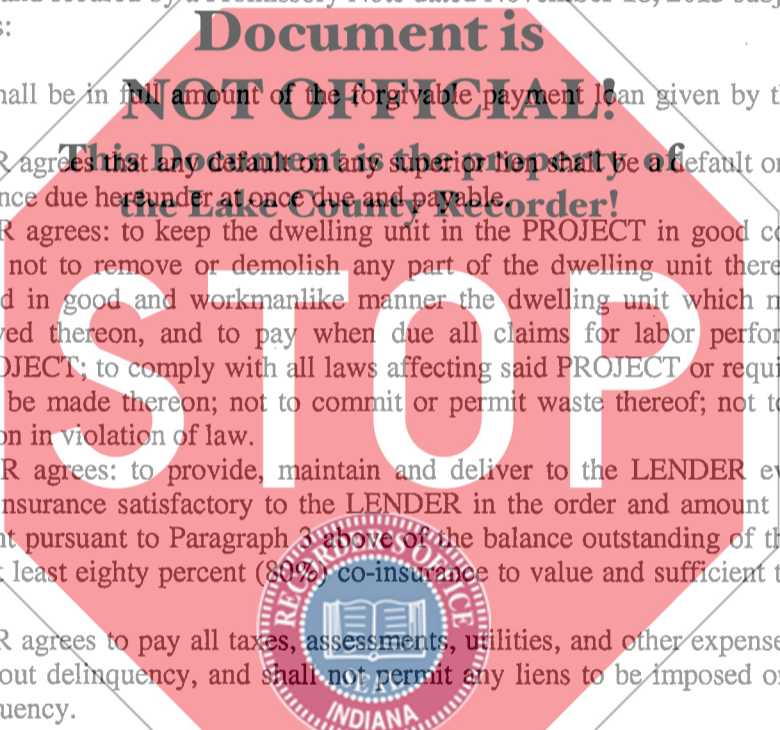 Document is
s:
NOT OFFICIAL!
hall be in full amount of the forgivable payment loan given by t
This Document is the property of
R agrees that any default on any superior lien shall be a default o
the Lake County Recorder!
nce due hereunder at once due and payable.
R agrees: to keep the dwelling unit in the PROJECT in good c
not to remove or demolish any part of the dwelling unit there
d in good and workmanlike manner the dwelling unit which
ved thereon, and to pay when due all claims for labor perfor
OJECT; to comply with all laws affecting said PROJECT or requi
be made thereon; not to commit or permit waste thereof; not t
on in violation of law.
STOP
R agrees: to provide, maintain and deliver to the LENDER ev
nsurance satisfactory to the LENDER in the order and amount
nt pursuant to Paragraph 3 above of the balance outstanding of th
t least eighty percent (80%) co-insurance to value and sufficient t
R agrees to pay all taxes, assessments, utilities, and other expense
out delinquency, and shall not permit any liens to be imposed o
uency.
RECORDER'S OFFICE
SEAL
INDIANA